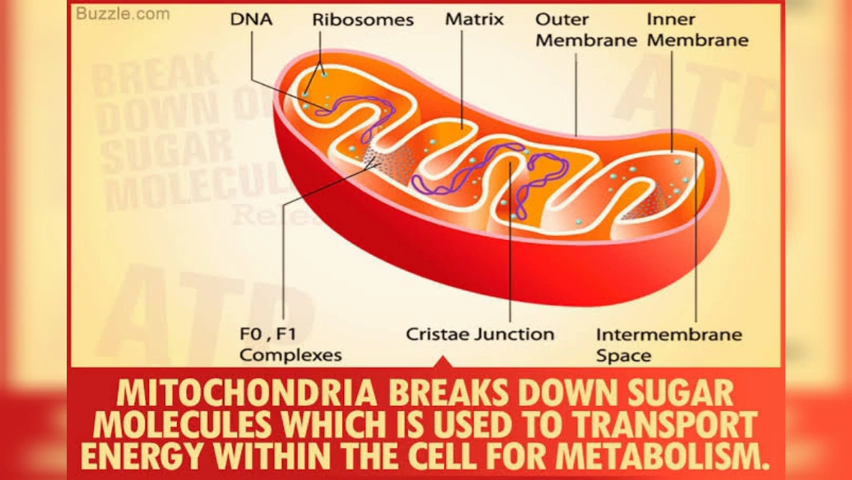 Buzzle.com
DNA
Ribosomes
Matrix
Outer
Membrane
Inner
Membrane
BREAK
DOWN OF
SUGAR
MOLECUL
Rele
ATP
ATP
F0 , F1
Complexes
Cristae Junction
Intermembrane
Space
MITOCHONDRIA BREAKS DOWN SUGAR
MOLECULES WHICH IS USED TO TRANSPORT
ENERGY WITHIN THE CELL FOR METABOLISM.